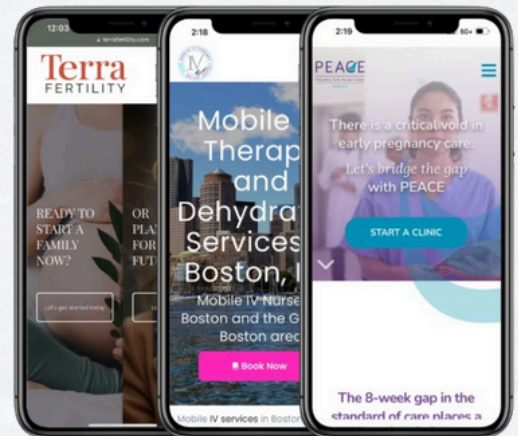 12:03
terrafertility.com
Terra
FERTILITY
READY TO
START A
FAMILY
NOW?
OR
PLA
FOR
FUT
Let's get started today
2:18
IV
Mobile
Therap
and
Dehydra
Services
Boston,
Mobile IV Nurse
Boston and the G
Boston area
Book Now
Mobile IV services in Boston
2:19
PEACE
There is a critical void in
early pregnancy care.
Let's bridge the gap
with PEACE
START A CLINIC
The 8-week gap in the
standard of care places a